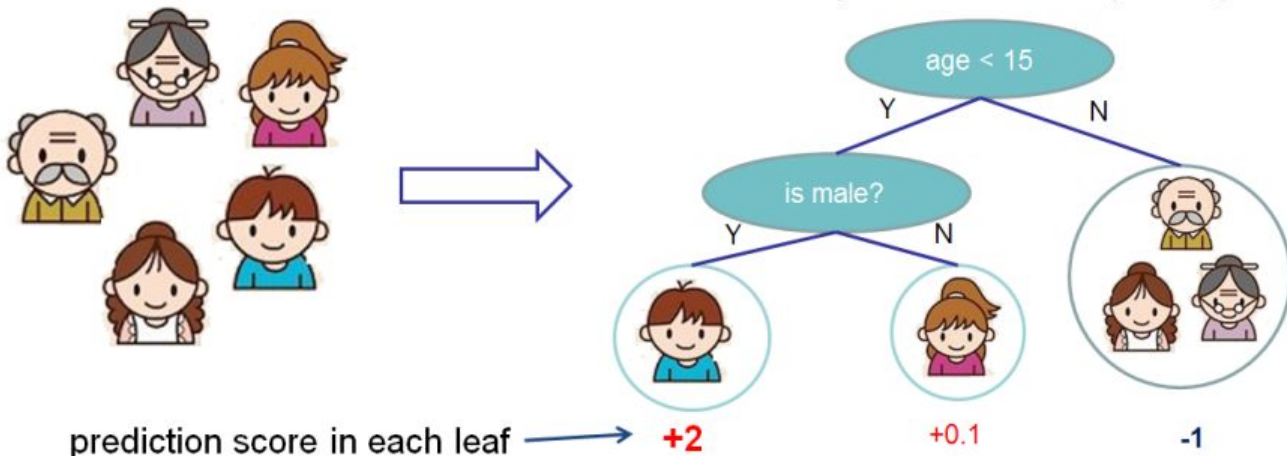 age < 15
Y
N
is male?
Y
N
prediction score in each leaf
+2
+0.1
-1